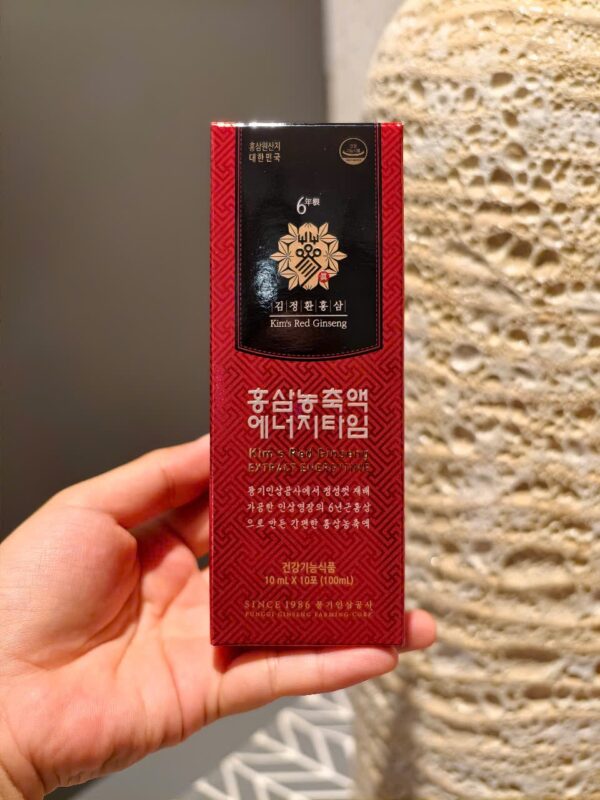 홍삼원산지
대한민국
6年根
김정환홍삼
Kim's Red Ginseng
홍삼농축액
에너지타임
Kim's Red Ginseng
EXTRACT ENERGYTIME
풍기인삼공사에서 정성껏 재배
가공한 인삼명장의 6년근홍삼
으로 만든 간편한 홍삼농축액
건강기능식품
10 mL X 10포 (100mL)
SINCE 1986 풍기인삼공사
PUNGGI GINSENG FARMING CORP.